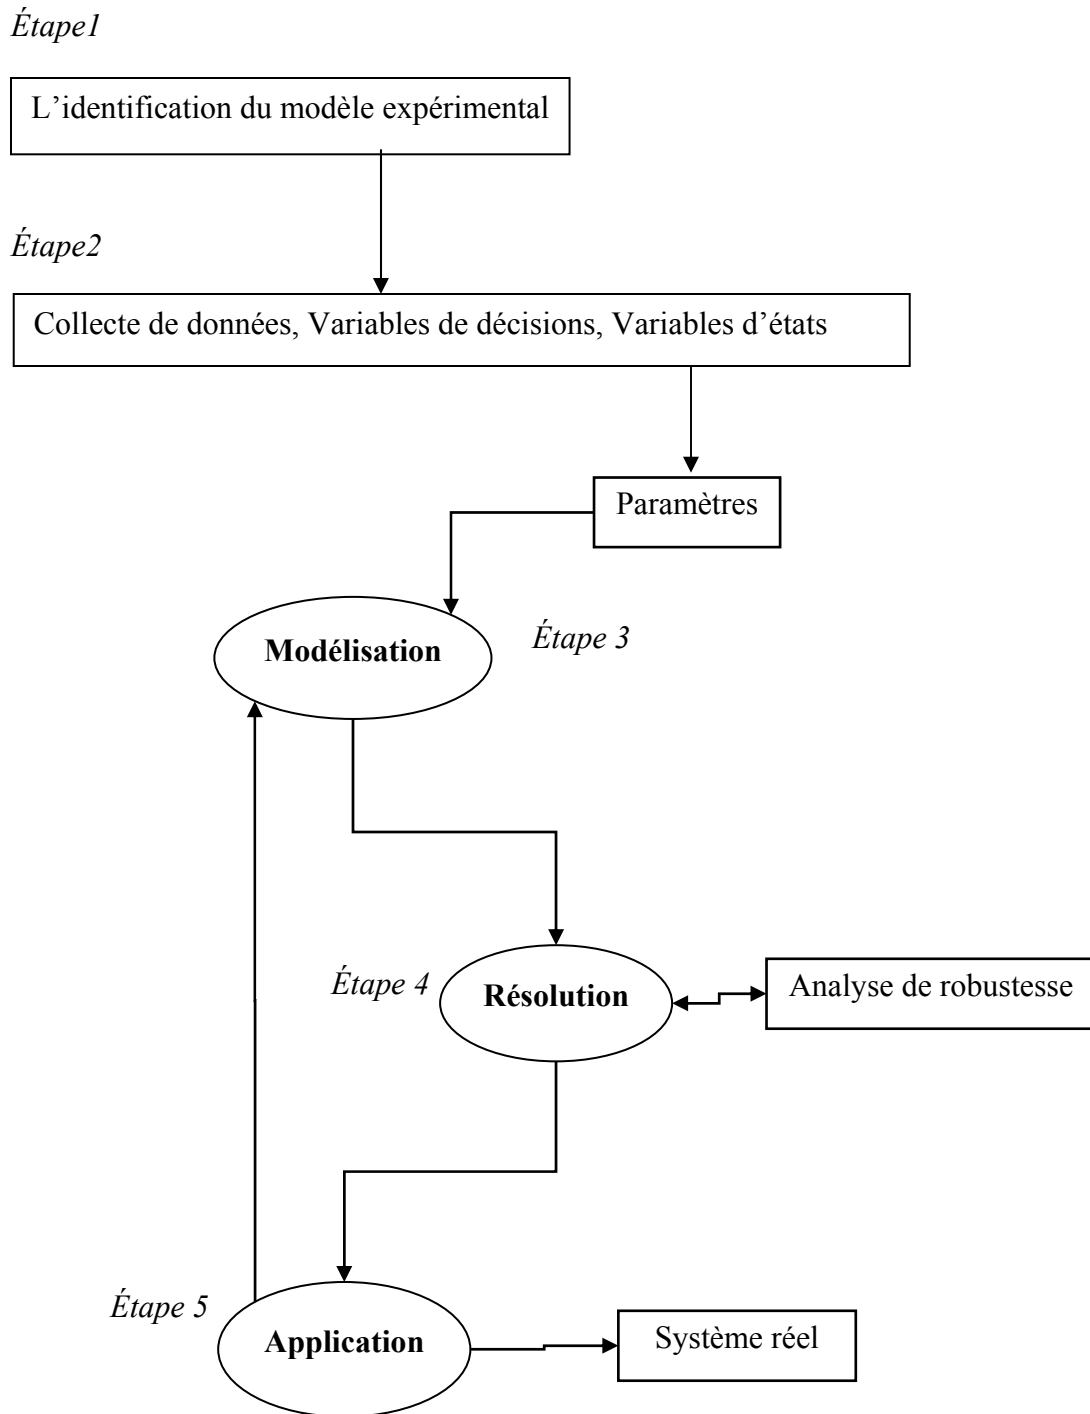 Étape1
L’identification du modèle expérimental
Étape2
Collecte de données, Variables de décisions, Variables d’états
Paramètres
Modélisation
Étape 3
Étape 4
Résolution
Analyse de robustesse
Étape 5
Application
Système réel